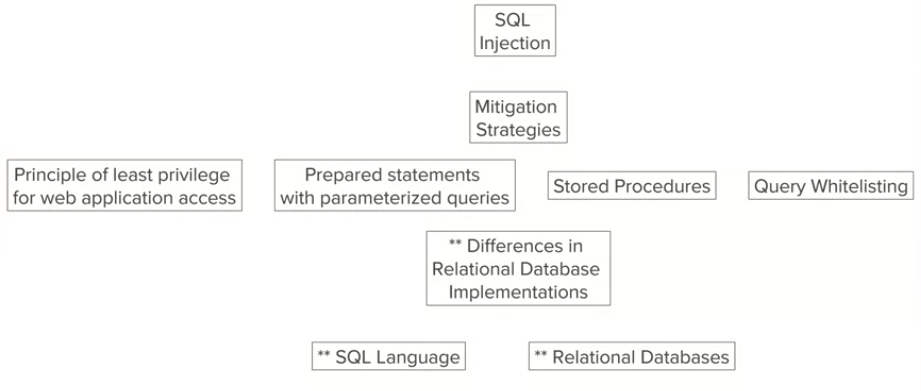 SQL
Injection
Mitigation
Strategies
Principle of least privilege
for web application access
Prepared statements
with parameterized queries
Stored Procedures
Query Whitelisting
** Differences in
Relational Database
Implementations
** SQL Language
** Relational Databases